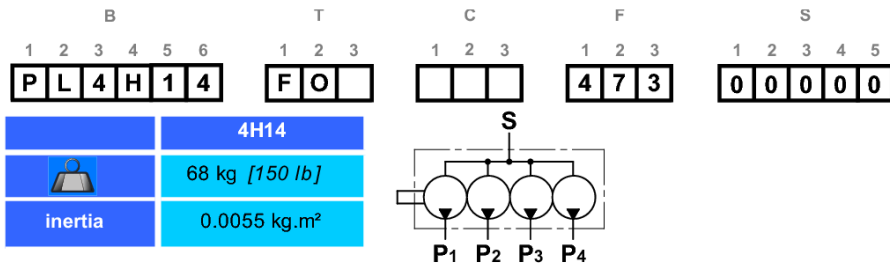 B T C F S
1 2 3 4 5 6 1 2 3 1 2 3 1 2 3 1 2 3 4 5
P L 4 H 1 4 F O 4 7 3 0 0 0 0 0
4H14
68 kg [150 lb]
inertia 0.0055 kg.m²
S
P1 P2 P3 P4